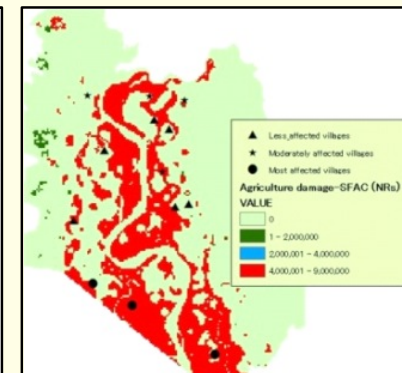 Less affected villages
Moderately affected villages
Most affected villages
Agriculture damage-SFAC (NRs)
VALUE
0
1 - 2,000,000
2,000,001 - 4,000,000
4,000,001 - 9,000,000